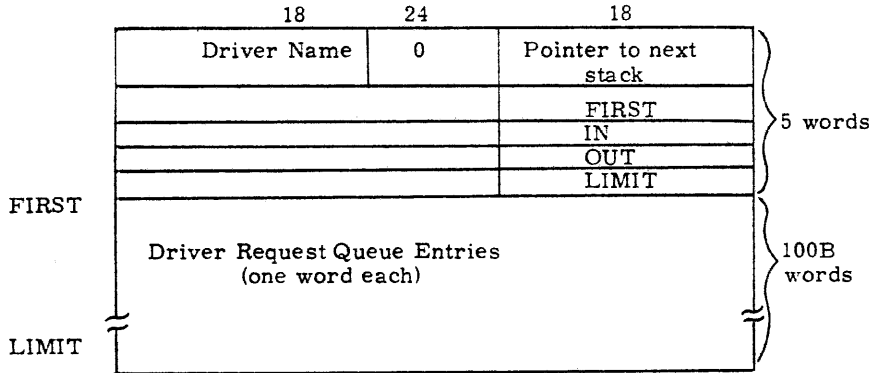 18 24 18
Driver Name 0 Pointer to next
stack
FIRST
IN
OUT
LIMIT
5 words
FIRST
Driver Request Queue Entries
(one word each)
100B
words
LIMIT